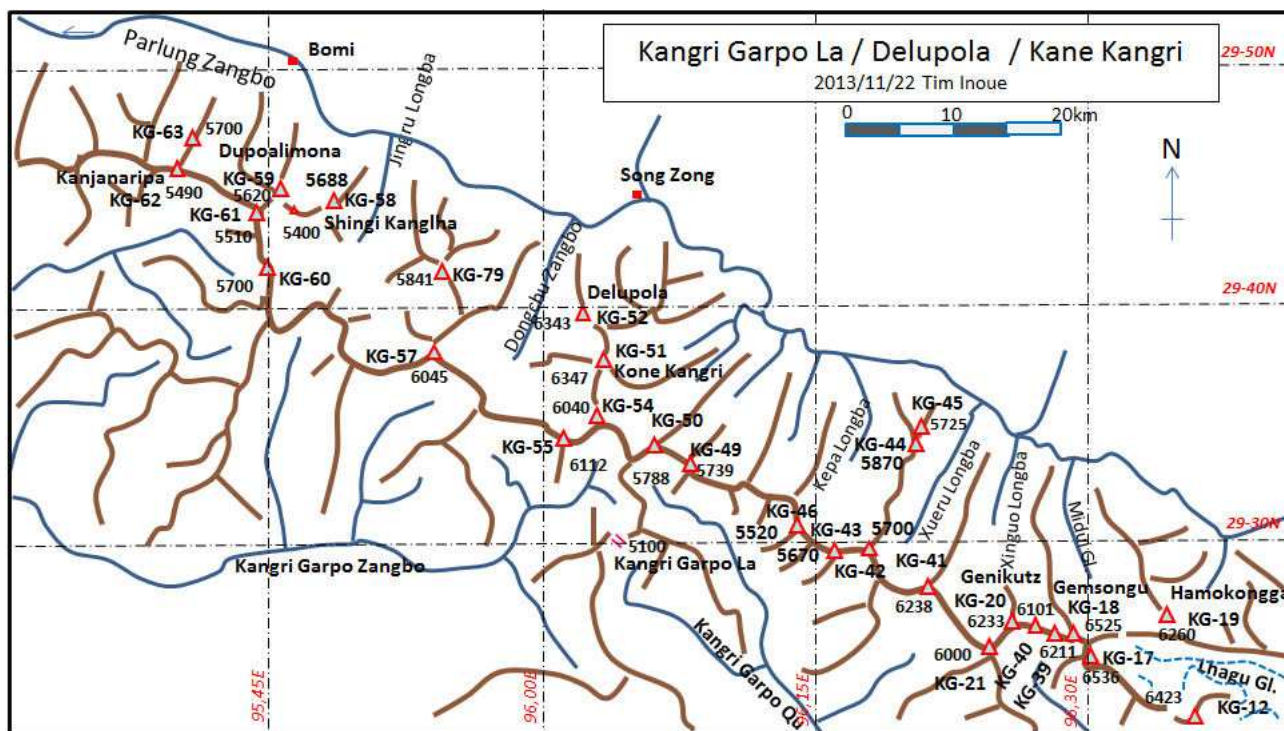 Kangri Garpo La / Delupola / Kane Kangri
2013/11/22 Tim Inoue
0 10 20km
N
29-50N
29-40N
29-30N
95,45E
96,00E
96,15E
96,30E
Parlung Zangbo
Bomi
Jingru Longba
Song Zong
KG-63
5700
Dupoalimona
Kanjanaripa
KG-59
5688
KG-62
5490
5620
KG-58
KG-61
5400
Shingi Kanglha
5510
5700
KG-60
5841
KG-79
Dongchu Zangbo
Delupola
6343
KG-52
KG-57
6045
KG-51
6347
Kone Kangri
6040
KG-54
KG-55
6112
KG-50
KG-49
5788
5739
Kepa Longba
KG-45
5725
KG-44
5870
Xueru Longba
Xinguo Longba
Midui Gl.
KG-46
5520
KG-43
5700
5670
KG-42
KG-41
6238
Kangri Garpo Zangbo
5100
Kangri Garpo La
Kangri Garpo Qu
Genikutz
KG-20
6233
6101
Gemsongu
KG-18
6525
6211
Hamokongga
KG-19
6260
6000
KG-21
KG-40
KG-39
KG-17
6536
Lhagu Gl.
6423
KG-12